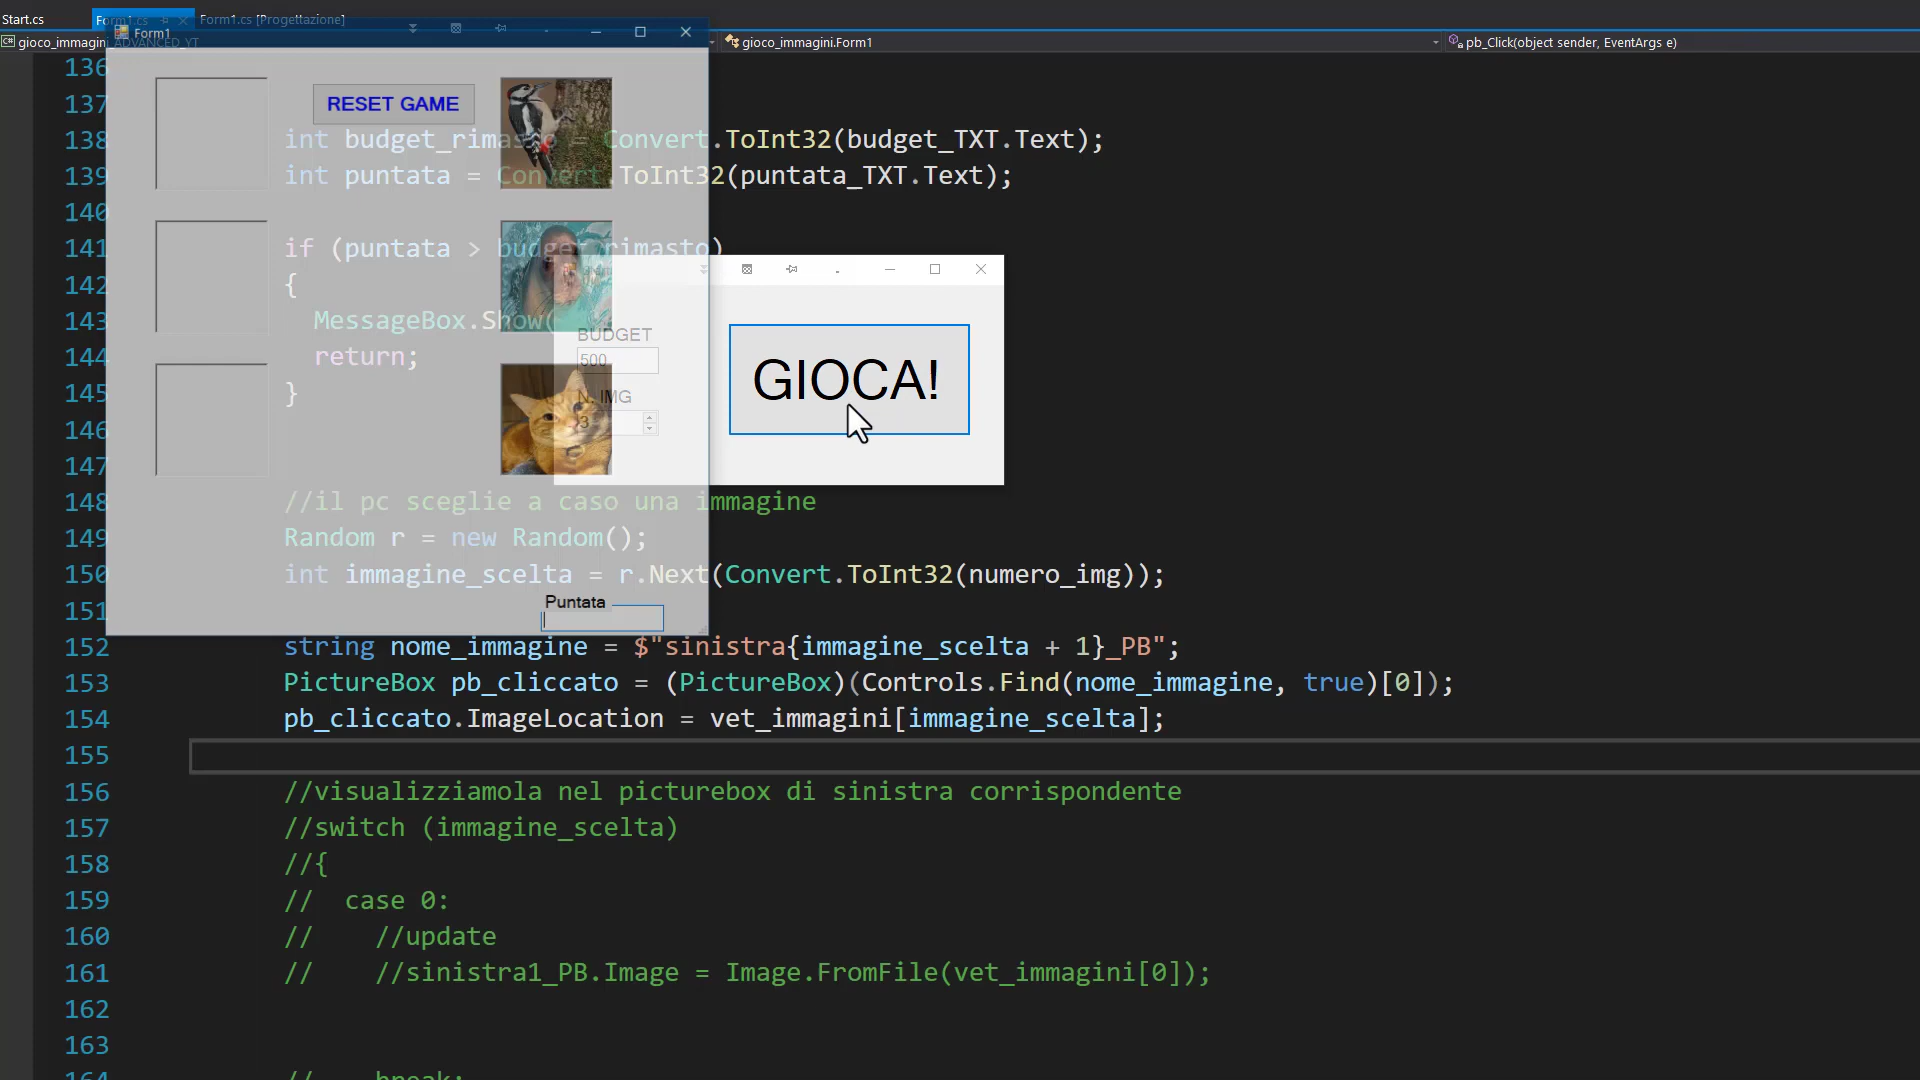 Start.cs
Form1.cs
Form1.cs [Progettazione]
Form1
gioco_immagini_ADVANCED_YT
gioco_immagini.Form1
pb_Click(object sender, EventArgs e)
RESET GAME
136
137
138 int budget_rimasto = Convert.ToInt32(budget_TXT.Text);
139 int puntata = Convert.ToInt32(puntata_TXT.Text);
140
141 if (puntata > budget_rimasto)
142 {
143 MessageBox.Show(
144 return;
145 }
146
147
148 //il pc sceglie a caso una immagine
149 Random r = new Random();
150 int immagine_scelta = r.Next(Convert.ToInt32(numero_img));
151
152 string nome_immagine = $"sinistra{immagine_scelta + 1}_PB";
153 PictureBox pb_cliccato = (PictureBox)(Controls.Find(nome_immagine, true)[0]);
154 pb_cliccato.ImageLocation = vet_immagini[immagine_scelta];
155
156 //visualizziamola nel picturebox di sinistra corrispondente
157 //switch (immagine_scelta)
158 //{
159 // case 0:
160 // //update
161 // //sinistra1_PB.Image = Image.FromFile(vet_immagini[0]);
162
163
164 // break;
BUDGET
500
N. IMG
3
GIOCA!
Puntata